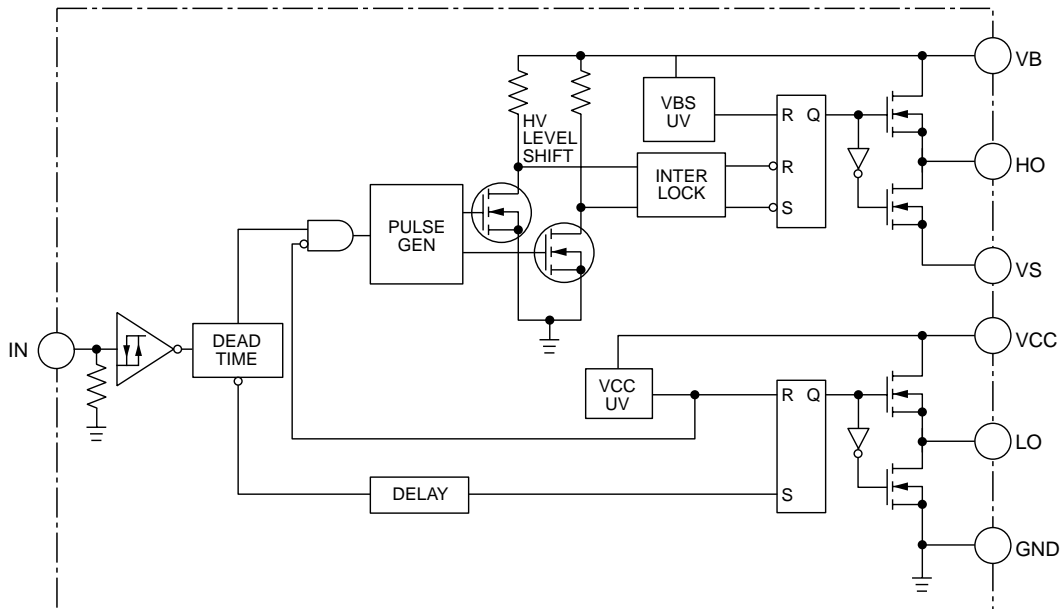 VB
VBS
UV
R Q
HV
LEVEL
SHIFT
INTER
LOCK
R
S
HO
PULSE
GEN
VS
IN
DEAD
TIME
VCC
VCC
UV
R Q
LO
DELAY
S
GND